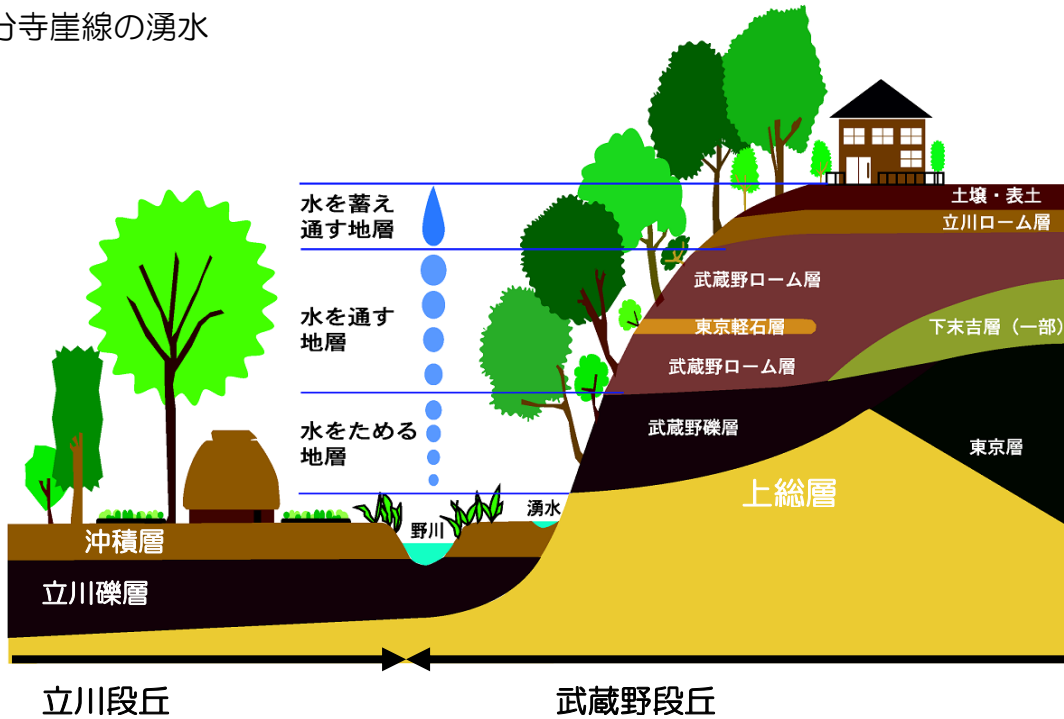 分寺崖線の湧水
水を蓄え
通す地層
水を通す
地層
水をためる
地層
土壌・表土
立川ローム層
武蔵野ローム層
東京軽石層
下末吉層（一部）
武蔵野ローム層
武蔵野礫層
東京層
上総層
湧水
野川
沖積層
立川礫層
立川段丘
武蔵野段丘